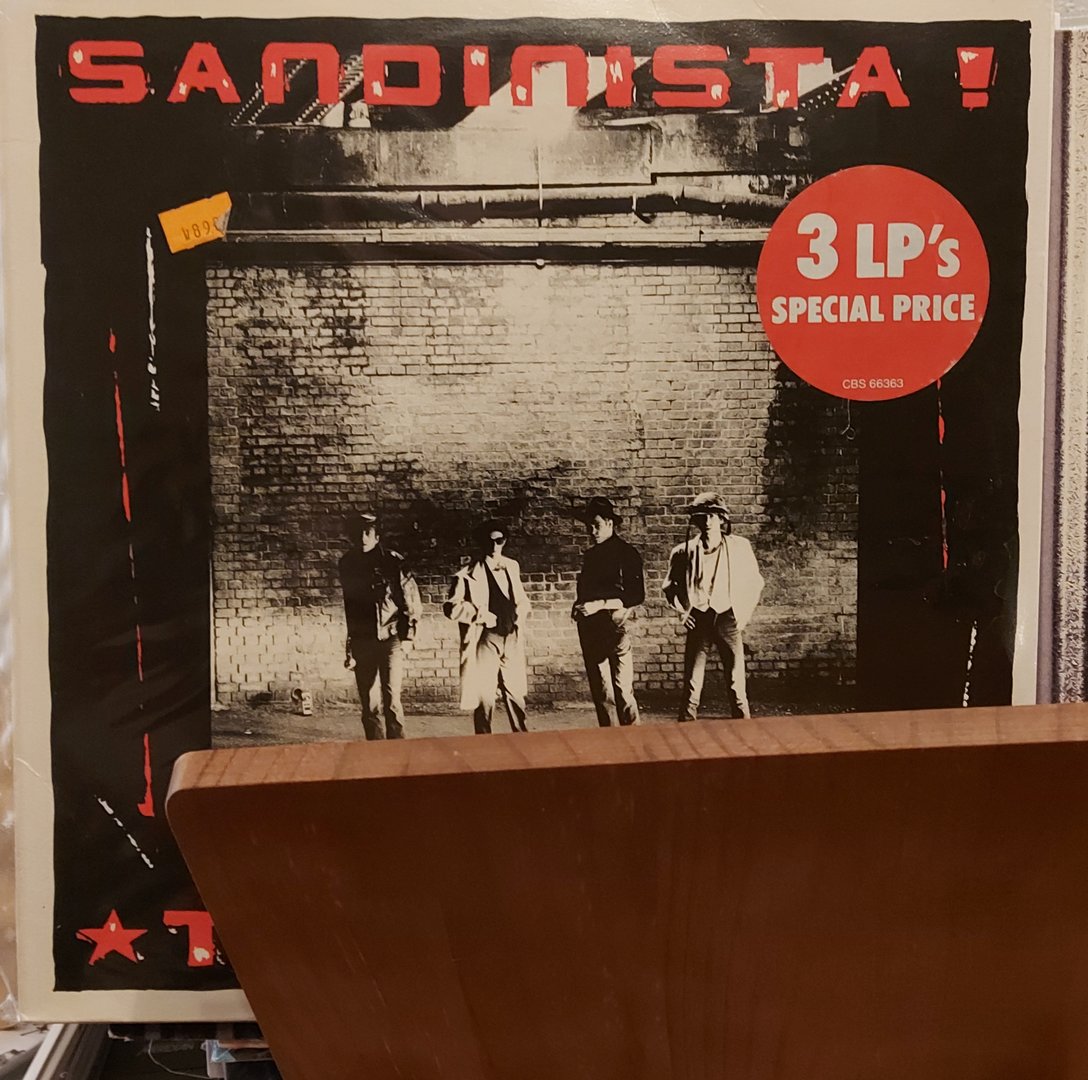 SANDINISTA !
3 LP's
SPECIAL PRICE
CBS 66363
★ T